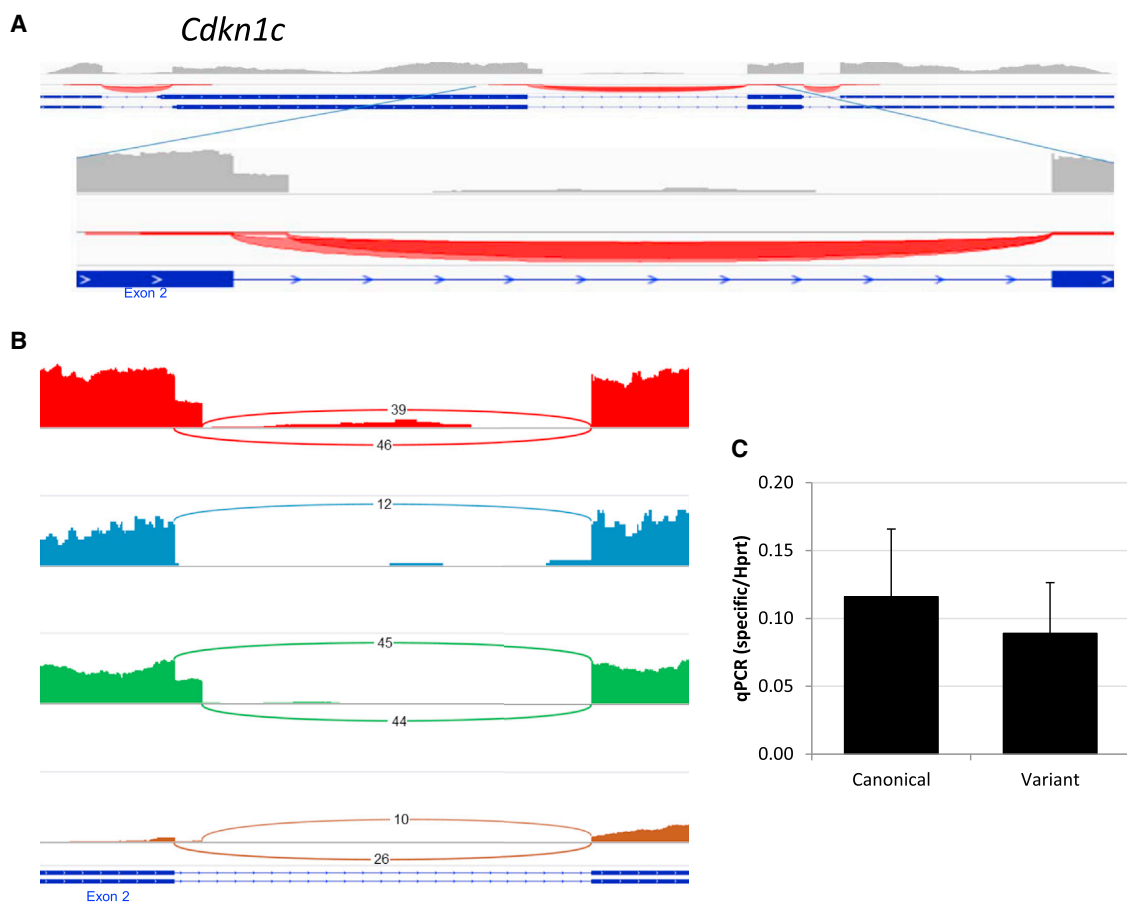 A
Cdkn1c
Exon 2
B
39
46
12
45
44
10
26
Exon 2
C
0.20
0.15
0.10
0.05
0.00
qPCR (specific/Hprt)
Canonical
Variant